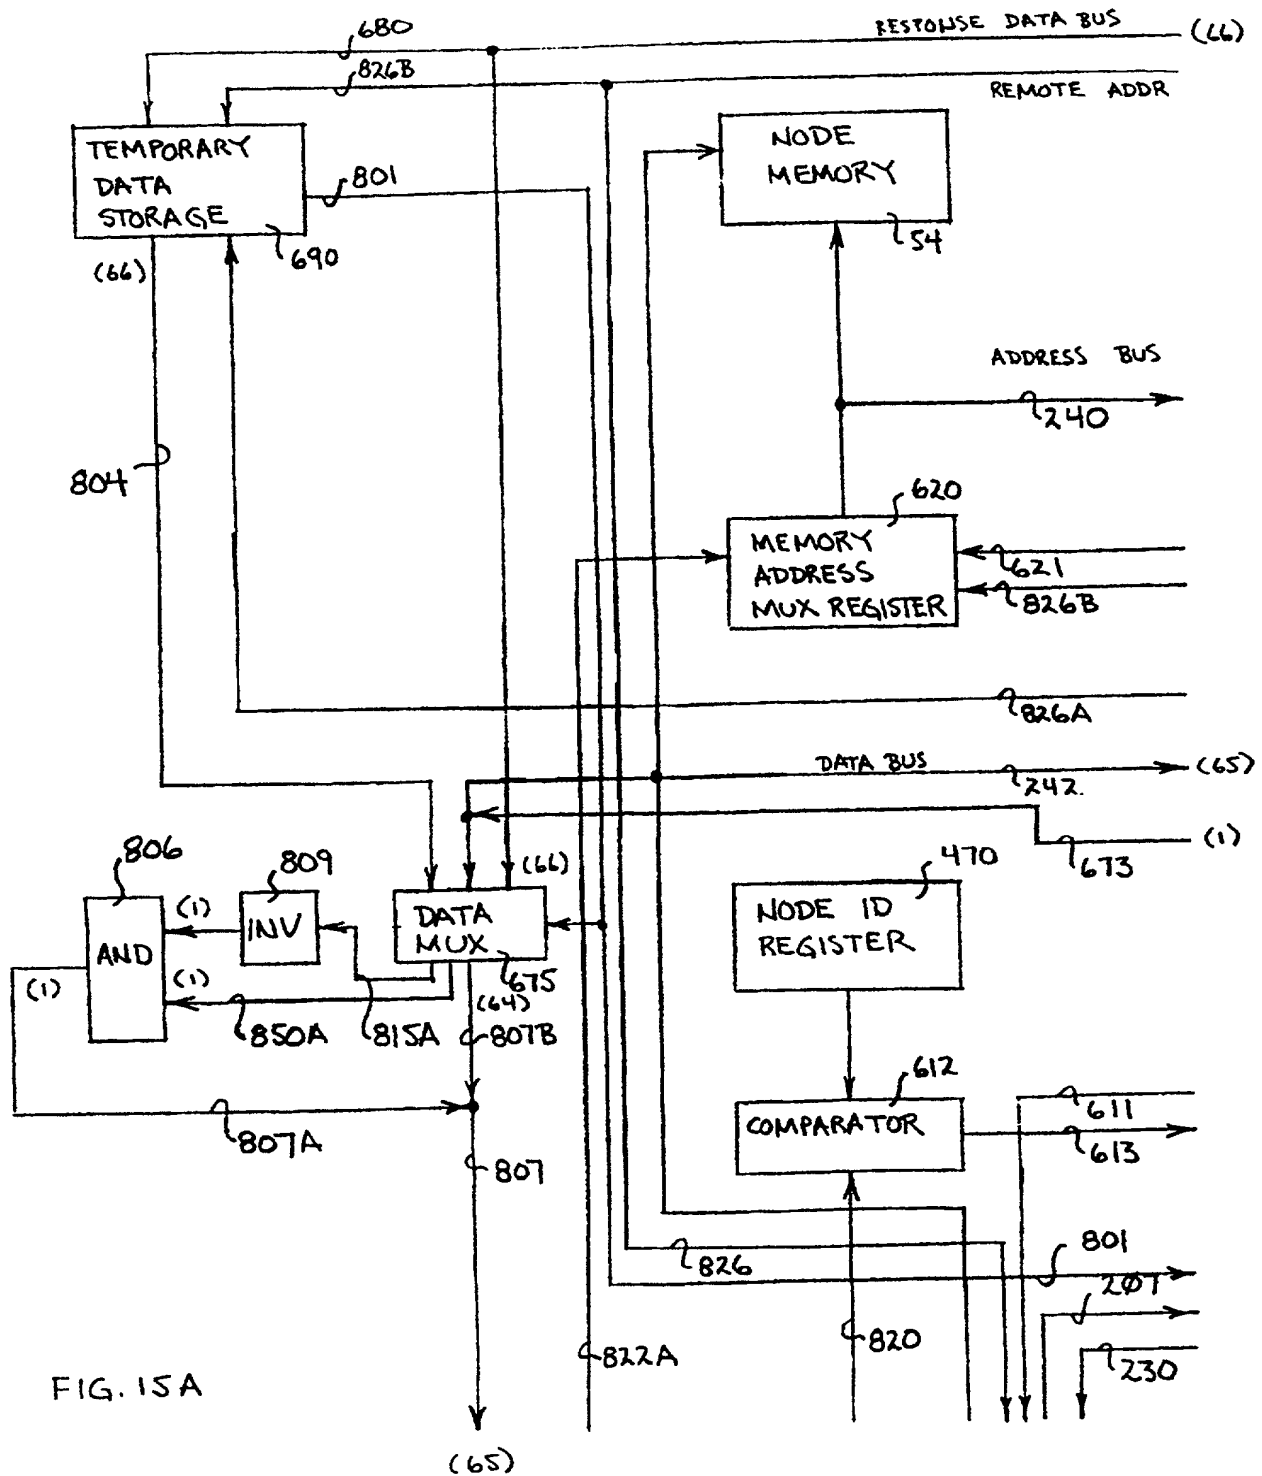 680
RESPONSE DATA BUS
(66)
826B
REMOTE ADDR
TEMPORARY
DATA
STORAGE
690
801
NODE
MEMORY
54
(66)
ADDRESS BUS
240
804
620
MEMORY
ADDRESS
MUX REGISTER
621
826B
826A
DATA BUS
242.
(65)
673
(1)
806
809
(66)
470
AND
(1)
INV
DATA
MUX
675
NODE ID
REGISTER
(1)
(1)
850A
815A
(64)
807B
612
COMPARATOR
611
613
807A
807
826
801
207
820
822A
230
FIG. 15A
(65)